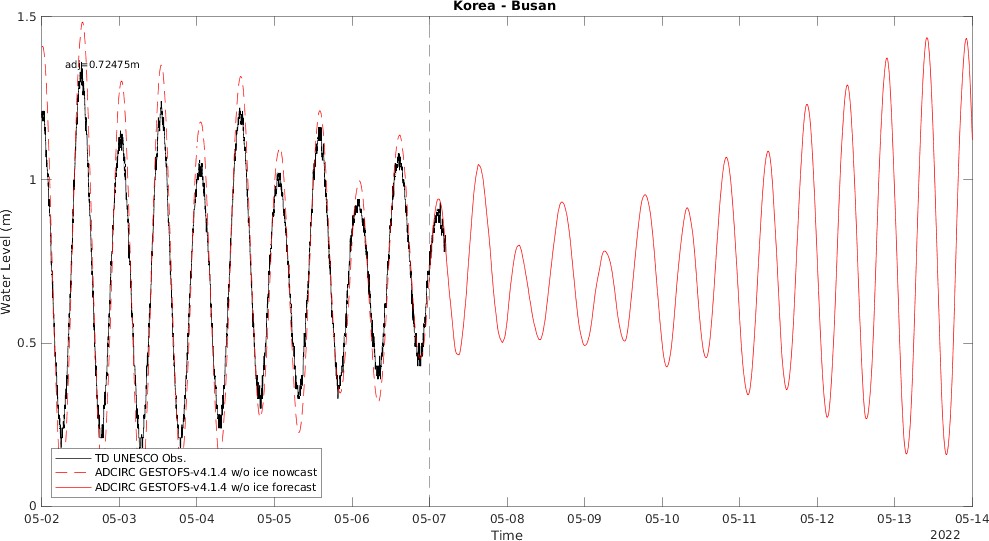 Korea - Busan
1.5
1
0.5
0
Water Level (m)
adj=0.72475m
TD UNESCO Obs.
ADCIRC GESTOFS-v4.1.4 w/o ice nowcast
ADCIRC GESTOFS-v4.1.4 w/o ice forecast
05-02 05-03 05-04 05-05 05-06 05-07 05-08 05-09 05-10 05-11 05-12 05-13 05-14
Time
2022